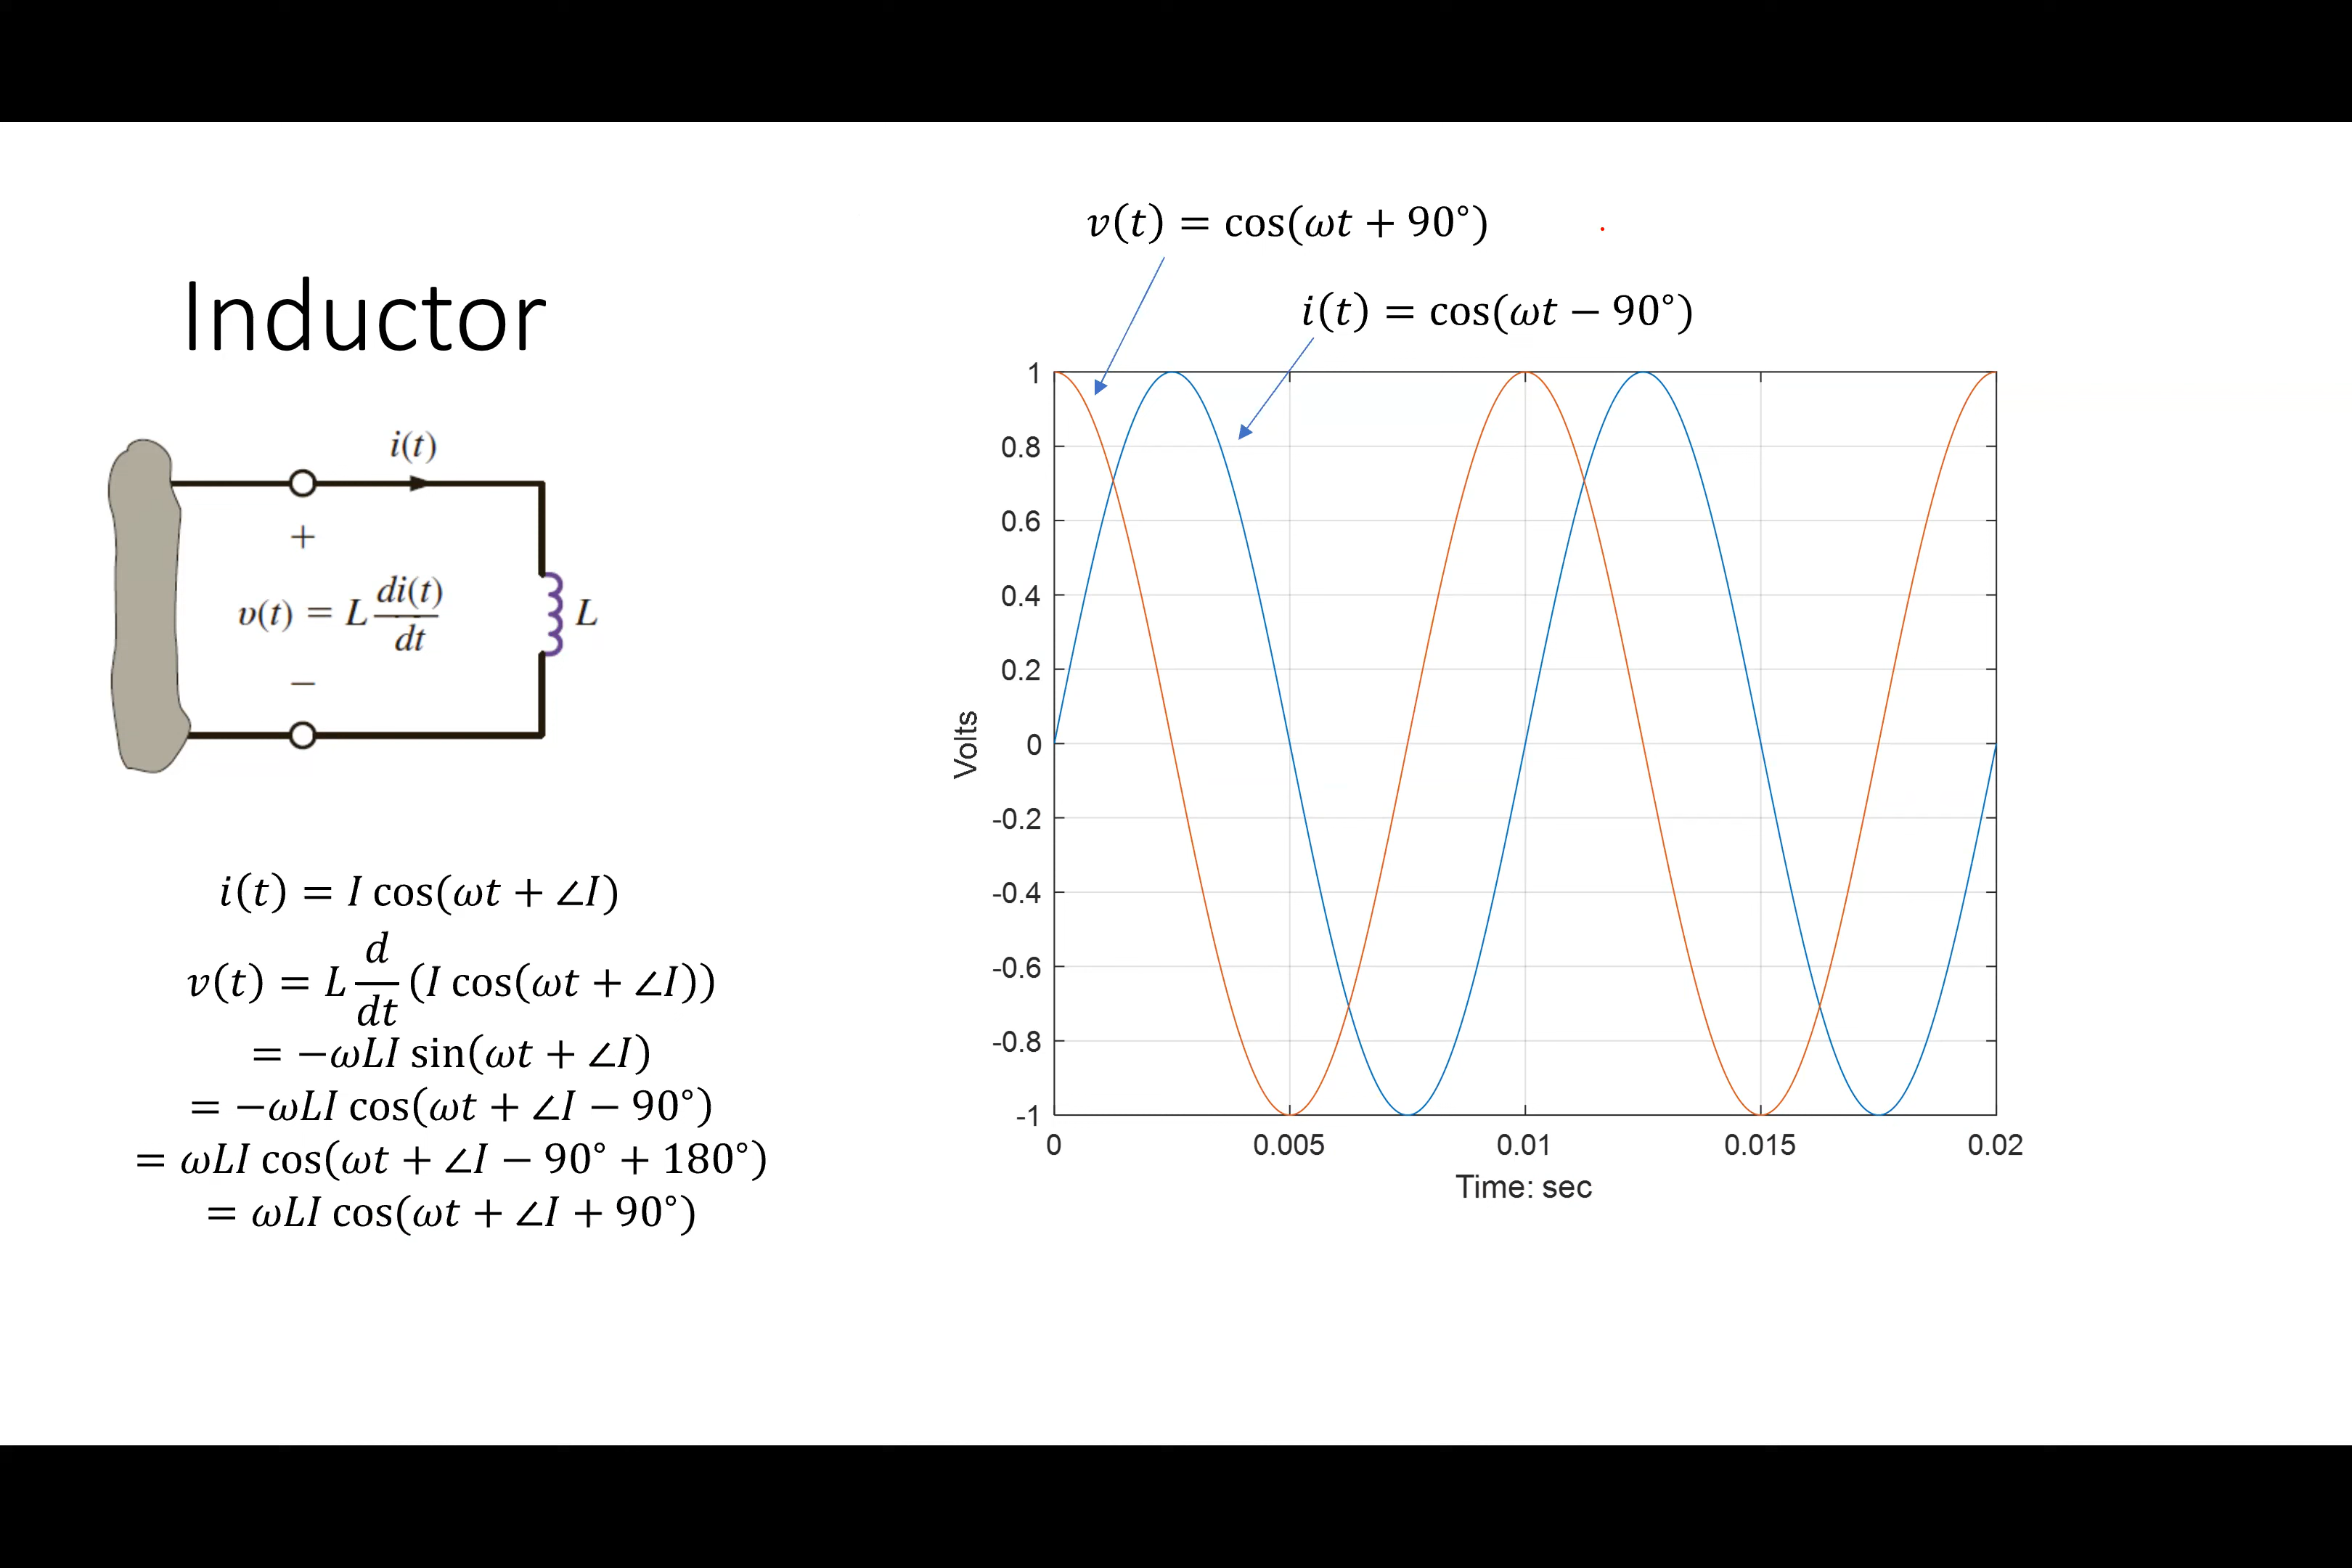 Inductor
i(t)
+
v(t) = L di(t)/dt
L
−
i(t) = I cos(ωt + ∠I)
v(t) = L d/dt (I cos(ωt + ∠I))
= −ωLI sin(ωt + ∠I)
= −ωLI cos(ωt + ∠I − 90°)
= ωLI cos(ωt + ∠I − 90° + 180°)
= ωLI cos(ωt + ∠I + 90°)
v(t) = cos(ωt + 90°)
i(t) = cos(ωt − 90°)
1
0.8
0.6
0.4
0.2
0
-0.2
-0.4
-0.6
-0.8
-1
Volts
0 0.005 0.01 0.015 0.02
Time: sec